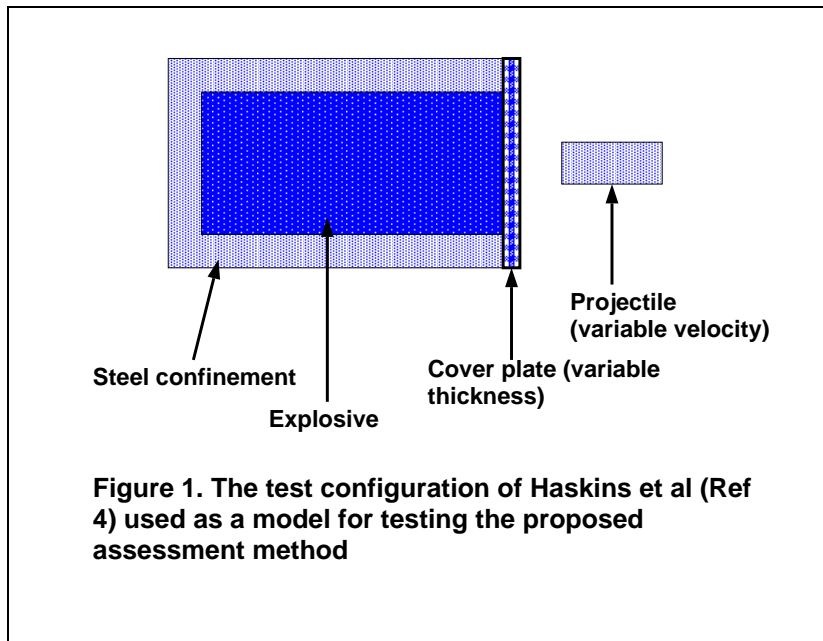 Projectile
(variable velocity)
Steel confinement
Cover plate (variable
thickness)
Explosive
Figure 1. The test configuration of Haskins et al (Ref
4) used as a model for testing the proposed
assessment method